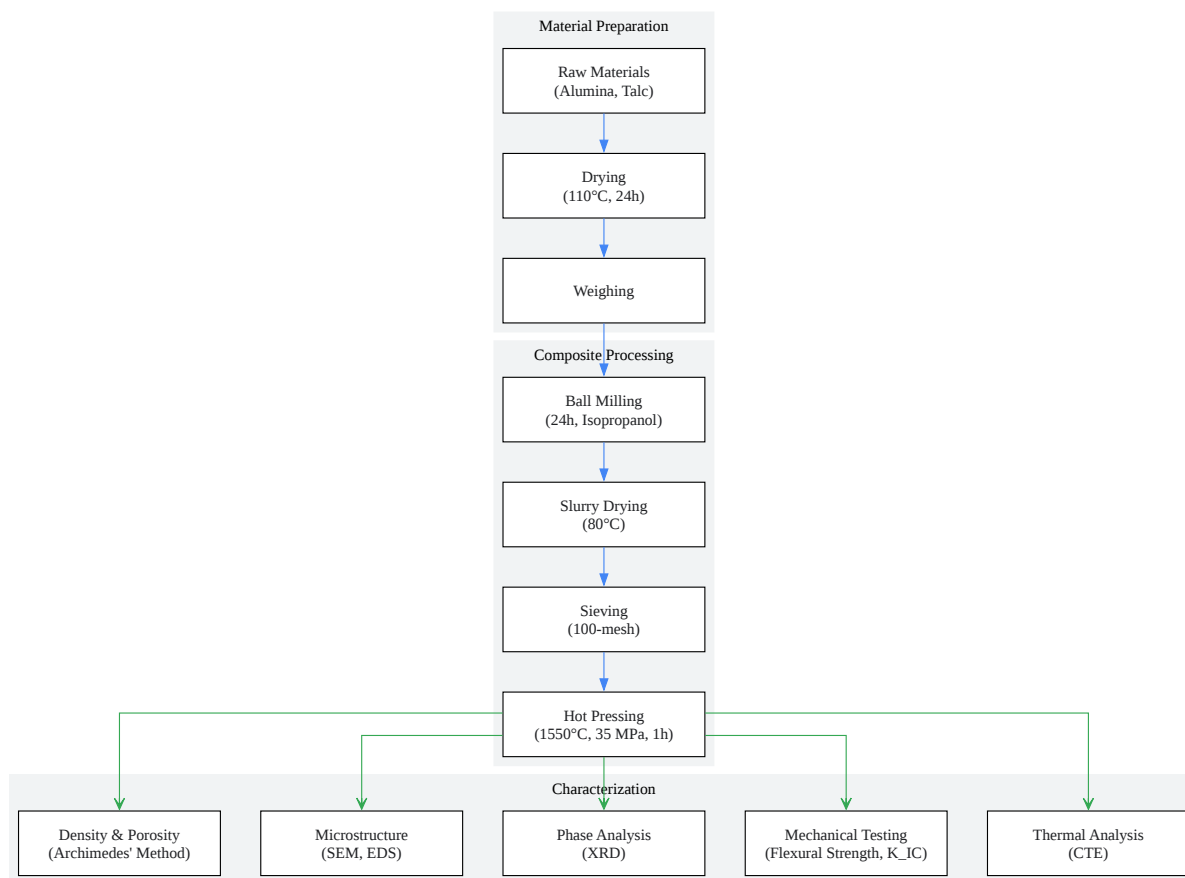 Material Preparation
Raw Materials
(Alumina, Talc)
Drying
(110°C, 24h)
Weighing
Composite Processing
Ball Milling
(24h, Isopropanol)
Slurry Drying
(80°C)
Sieving
(100-mesh)
Hot Pressing
(1550°C, 35 MPa, 1h)
Characterization
Density & Porosity
(Archimedes' Method)
Microstructure
(SEM, EDS)
Phase Analysis
(XRD)
Mechanical Testing
(Flexural Strength, K_IC)
Thermal Analysis
(CTE)